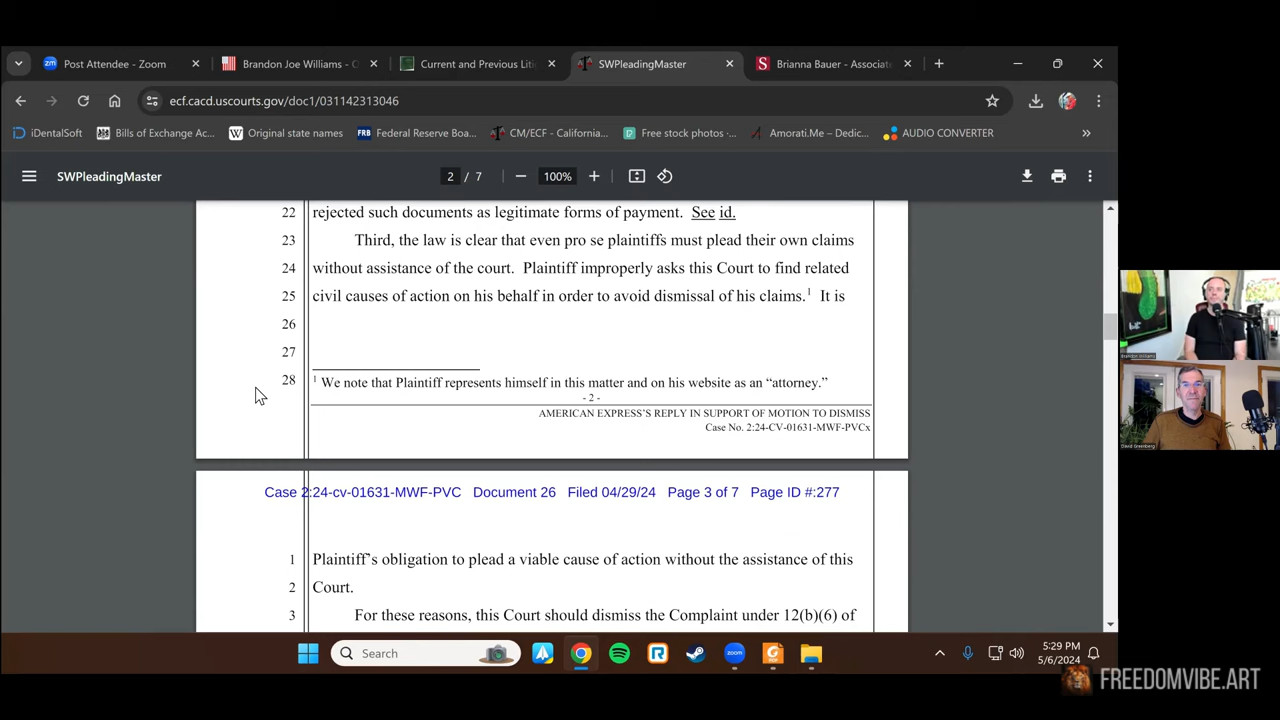 Post Attendee - Zoom
Brandon Joe Williams - O
Current and Previous Liti
SWPleadingMaster
Brianna Bauer - Associate
ecf.cacd.uscourts.gov/doc1/031142313046
iDentalSoft
Bills of Exchange Ac...
Original state names
Federal Reserve Boa...
CM/ECF - California...
Free stock photos -...
Amorati.Me – Dedic...
AUDIO CONVERTER
SWPleadingMaster
2 / 7
100%
22 rejected such documents as legitimate forms of payment. See id.
23 Third, the law is clear that even pro se plaintiffs must plead their own claims
24 without assistance of the court. Plaintiff improperly asks this Court to find related
25 civil causes of action on his behalf in order to avoid dismissal of his claims.1 It is
26
27
28 1 We note that Plaintiff represents himself in this matter and on his website as an “attorney.”
- 2 -
AMERICAN EXPRESS'S REPLY IN SUPPORT OF MOTION TO DISMISS
Case No. 2:24-CV-01631-MWF-PVCx
Case 2:24-cv-01631-MWF-PVC Document 26 Filed 04/29/24 Page 3 of 7 Page ID #:277
1 Plaintiff's obligation to plead a viable cause of action without the assistance of this
2 Court.
3 For these reasons, this Court should dismiss the Complaint under 12(b)(6) of
Brandon Williams
David Greenberg
Search
5:29 PM
5/6/2024
FREEDOMVIBE.ART